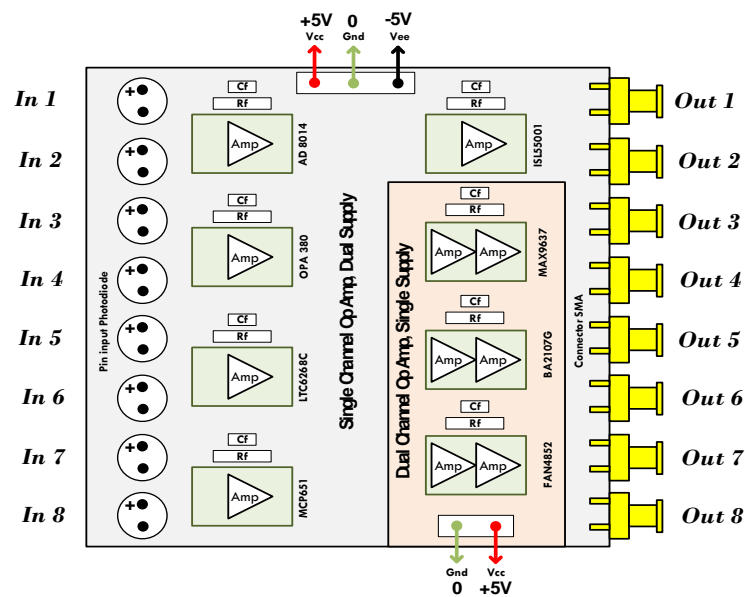 +5V 0 -5V
Vcc Gnd Vee
In 1
In 2
In 3
In 4
In 5
In 6
In 7
In 8
Pin input Photodiode
+
+
+
+
+
+
+
+
Cf
Rf
Amp
AD 8014
Cf
Rf
Amp
OPA 380
Cf
Rf
Amp
LTC6268C
Cf
Rf
Amp
MCP651
Single Channel Op Amp, Dual Supply
Cf
Rf
Amp
ISL55001
Dual Channel Op Amp, Single Supply
Cf
Rf
Amp Amp
MAX9637
Cf
Rf
Amp Amp
BA2107G
Cf
Rf
Amp Amp
FAN4852
Connector SMA
Out 1
Out 2
Out 3
Out 4
Out 5
Out 6
Out 7
Out 8
Gnd Vcc
0 +5V